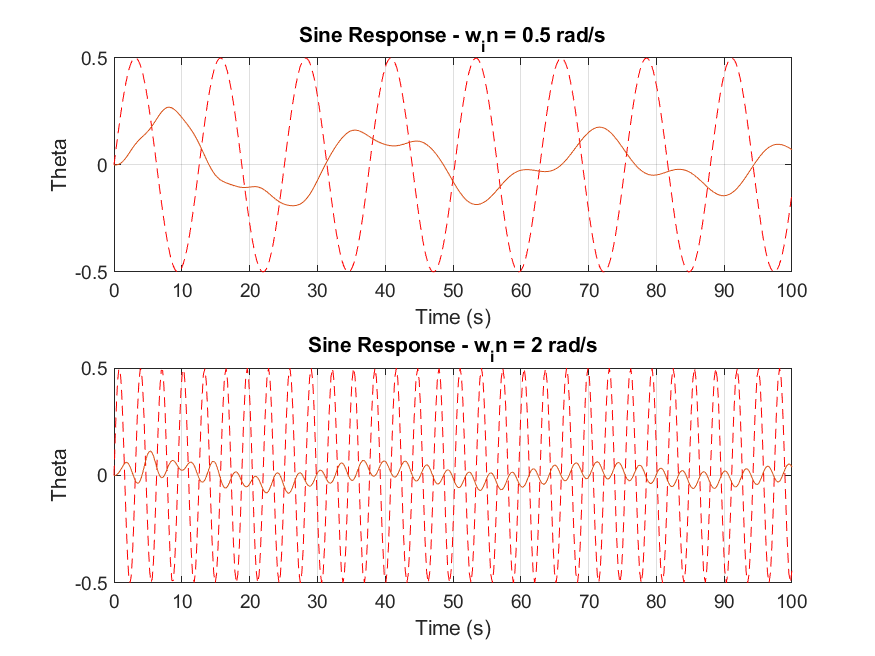 Sine Response - w_in = 0.5 rad/s
0.5
0
-0.5
Theta
0 10 20 30 40 50 60 70 80 90 100
Time (s)
Sine Response - w_in = 2 rad/s
0.5
0
-0.5
Theta
0 10 20 30 40 50 60 70 80 90 100
Time (s)